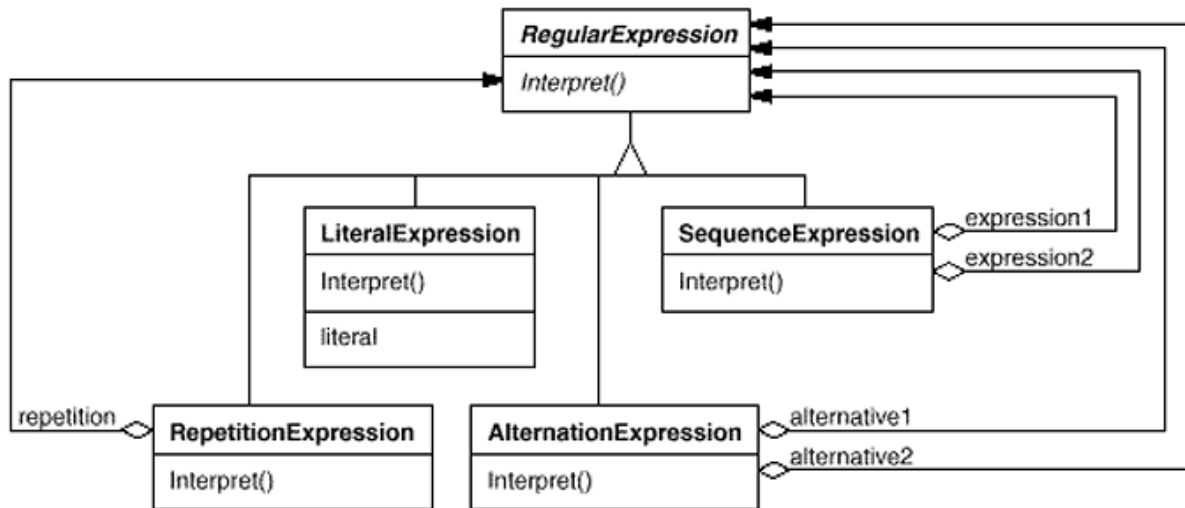 RegularExpression
Interpret()
LiteralExpression
Interpret()
literal
SequenceExpression
Interpret()
expression1
expression2
repetition
RepetitionExpression
Interpret()
AlternationExpression
Interpret()
alternative1
alternative2